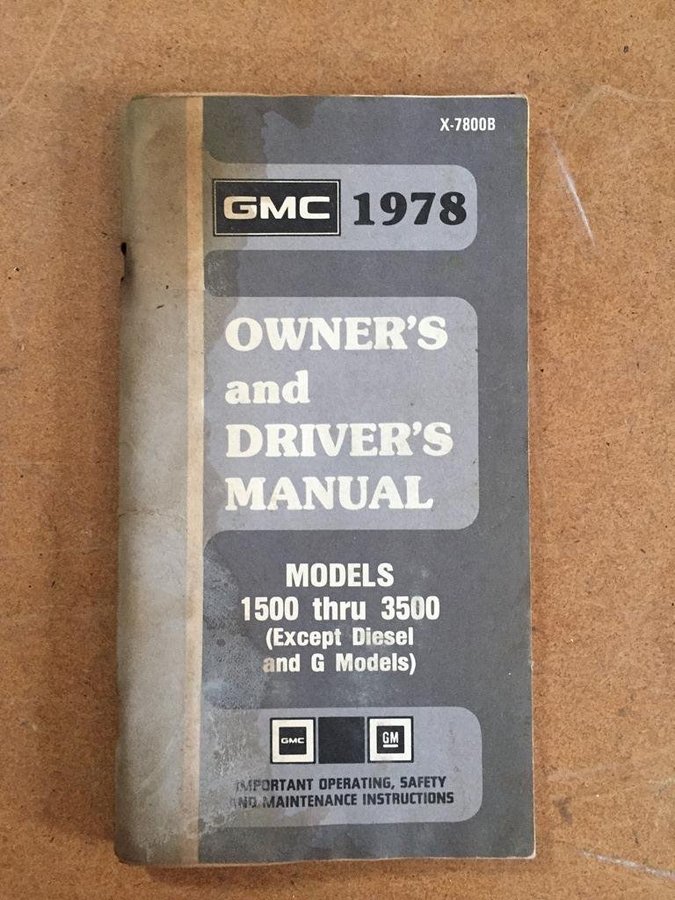 X-7800B
GMC 1978
OWNER'S
and
DRIVER'S
MANUAL
MODELS
1500 thru 3500
(Except Diesel
and G Models)
GMC GM
IMPORTANT OPERATING, SAFETY
AND MAINTENANCE INSTRUCTIONS